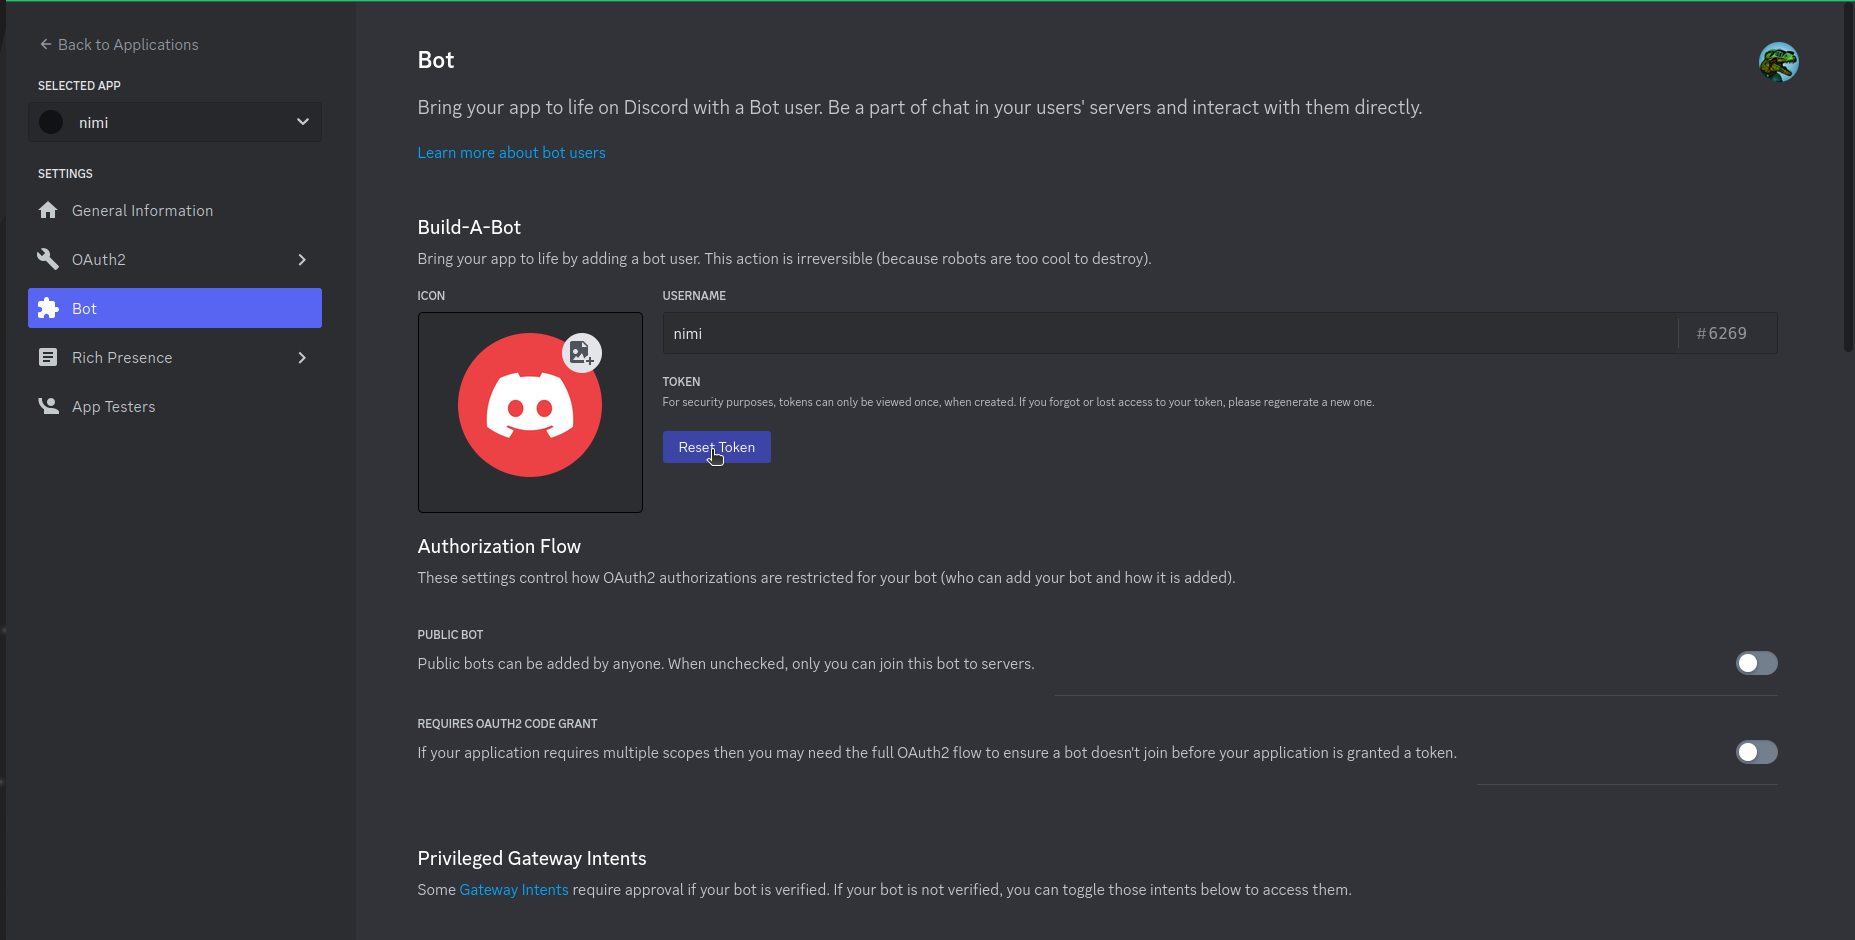 Back to Applications
SELECTED APP
nimi
SETTINGS
General Information
OAuth2
Bot
Rich Presence
App Testers
Bot
Bring your app to life on Discord with a Bot user. Be a part of chat in your users' servers and interact with them directly.
Learn more about bot users
Build-A-Bot
Bring your app to life by adding a bot user. This action is irreversible (because robots are too cool to destroy).
ICON
USERNAME
nimi
#6269
TOKEN
For security purposes, tokens can only be viewed once, when created. If you forgot or lost access to your token, please regenerate a new one.
Reset Token
Authorization Flow
These settings control how OAuth2 authorizations are restricted for your bot (who can add your bot and how it is added).
PUBLIC BOT
Public bots can be added by anyone. When unchecked, only you can join this bot to servers.
REQUIRES OAUTH2 CODE GRANT
If your application requires multiple scopes then you may need the full OAuth2 flow to ensure a bot doesn't join before your application is granted a token.
Privileged Gateway Intents
Some Gateway Intents require approval if your bot is verified. If your bot is not verified, you can toggle those intents below to access them.